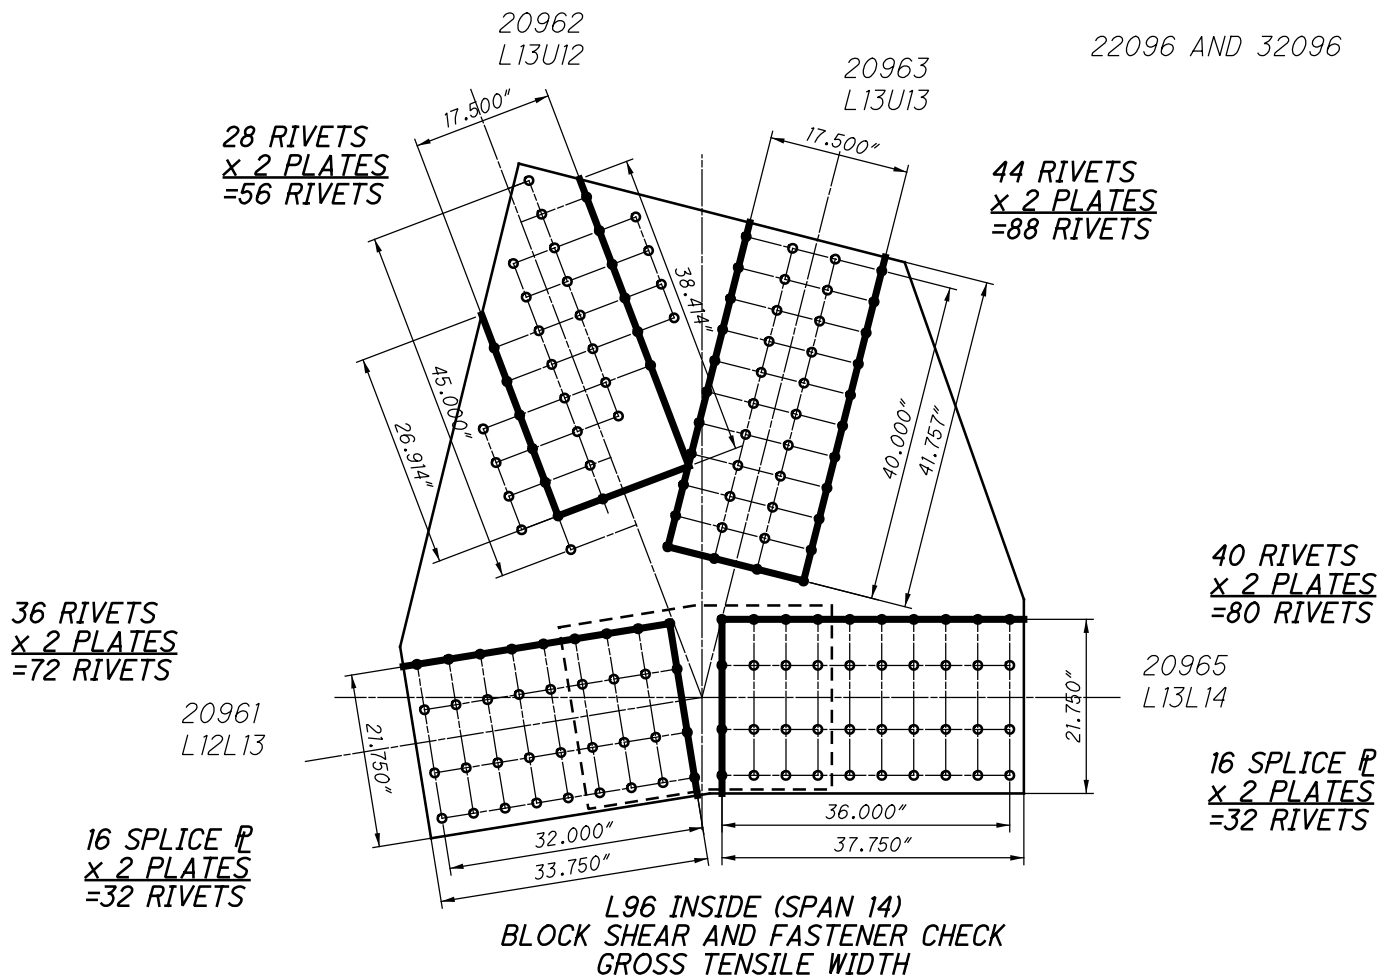 20962
L13U12
22096 AND 32096
20963
L13U13
17.500"
17.500"
28 RIVETS
x 2 PLATES
=56 RIVETS
44 RIVETS
x 2 PLATES
=88 RIVETS
38.414"
45.000"
26.914"
40.000"
41.757"
40 RIVETS
x 2 PLATES
=80 RIVETS
36 RIVETS
x 2 PLATES
=72 RIVETS
20965
L13L14
20961
L12L13
21.750"
21.750"
16 SPLICE ⅊
x 2 PLATES
=32 RIVETS
36.000"
32.000"
37.750"
33.750"
16 SPLICE ⅊
x 2 PLATES
=32 RIVETS
L96 INSIDE (SPAN 14)
BLOCK SHEAR AND FASTENER CHECK
GROSS TENSILE WIDTH